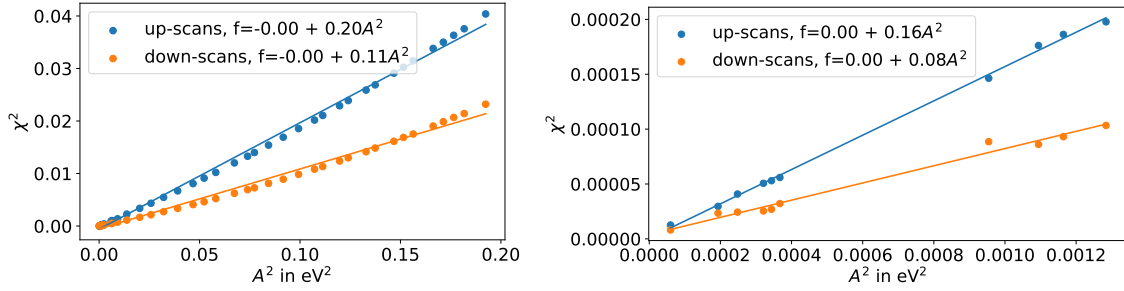 0.04
0.03
0.02
0.01
0.00
χ²
up-scans, f=-0.00 + 0.20A²
down-scans, f=-0.00 + 0.11A²
0.00 0.05 0.10 0.15 0.20
A² in eV²
0.00020
0.00015
0.00010
0.00005
0.00000
χ²
up-scans, f=0.00 + 0.16A²
down-scans, f=0.00 + 0.08A²
0.0000 0.0002 0.0004 0.0006 0.0008 0.0010 0.0012
A² in eV²